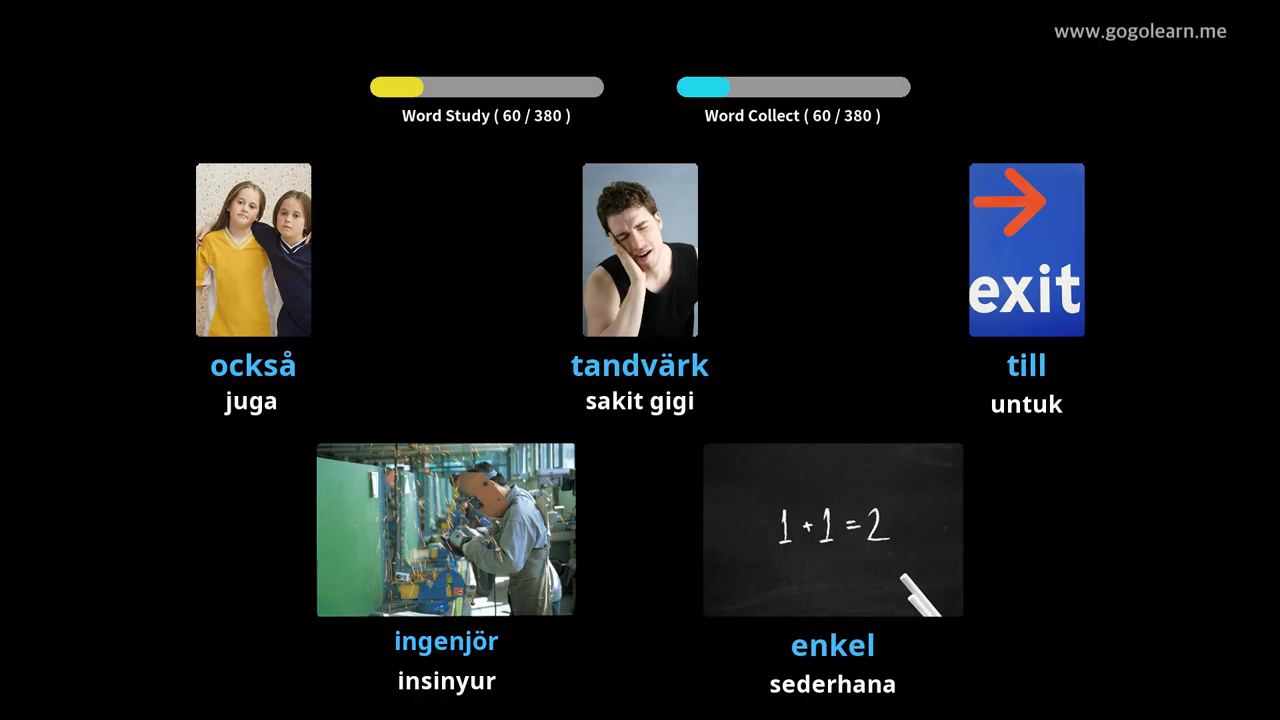 www.gogolearn.me
Word Study ( 60 / 380 )
Word Collect ( 60 / 380 )
exit
också
juga
tandvärk
sakit gigi
till
untuk
1 + 1 = 2
ingenjör
insinyur
enkel
sederhana